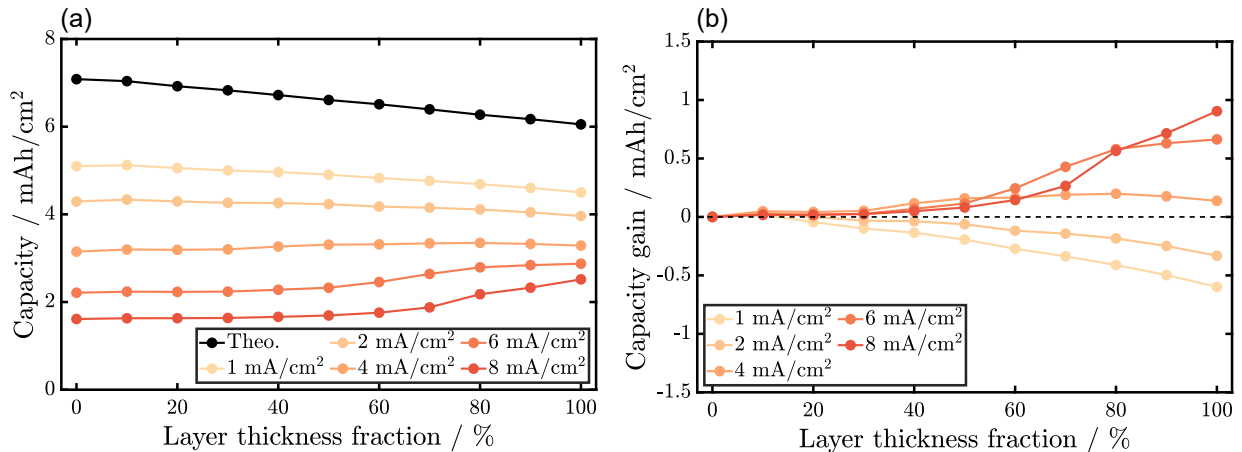 (a)
8
6
4
2
0
Capacity / mAh/cm²
Theo.
1 mA/cm²
2 mA/cm²
4 mA/cm²
6 mA/cm²
8 mA/cm²
0 20 40 60 80 100
Layer thickness fraction / %
(b)
1.5
1
0.5
0
-0.5
-1
-1.5
Capacity gain / mAh/cm²
1 mA/cm²
2 mA/cm²
4 mA/cm²
6 mA/cm²
8 mA/cm²
0 20 40 60 80 100
Layer thickness fraction / %